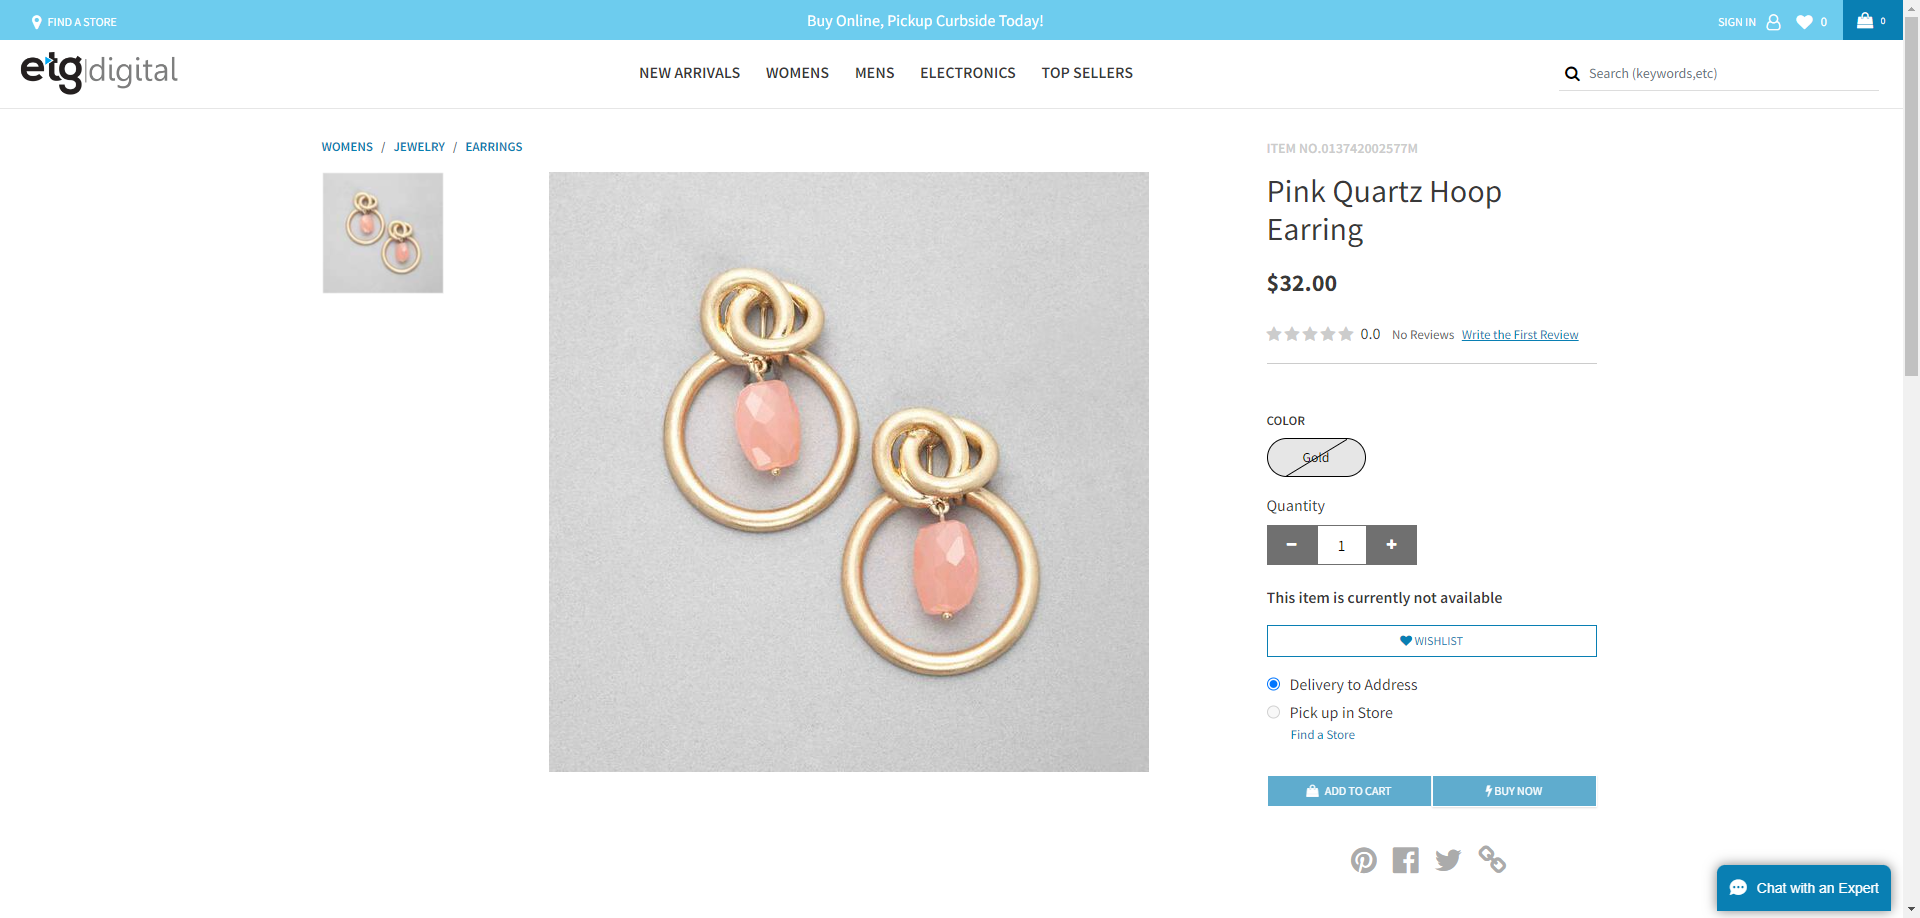 FIND A STORE
Buy Online, Pickup Curbside Today!
SIGN IN
0
0
etg|digital
NEW ARRIVALS
WOMENS
MENS
ELECTRONICS
TOP SELLERS
Search (keywords,etc)
WOMENS / JEWELRY / EARRINGS
ITEM NO.013742002577M
Pink Quartz Hoop
Earring
$32.00
0.0 No Reviews Write the First Review
COLOR
Gold
Quantity
− 1 +
This item is currently not available
WISHLIST
Delivery to Address
Pick up in Store
Find a Store
ADD TO CART
BUY NOW
Chat with an Expert